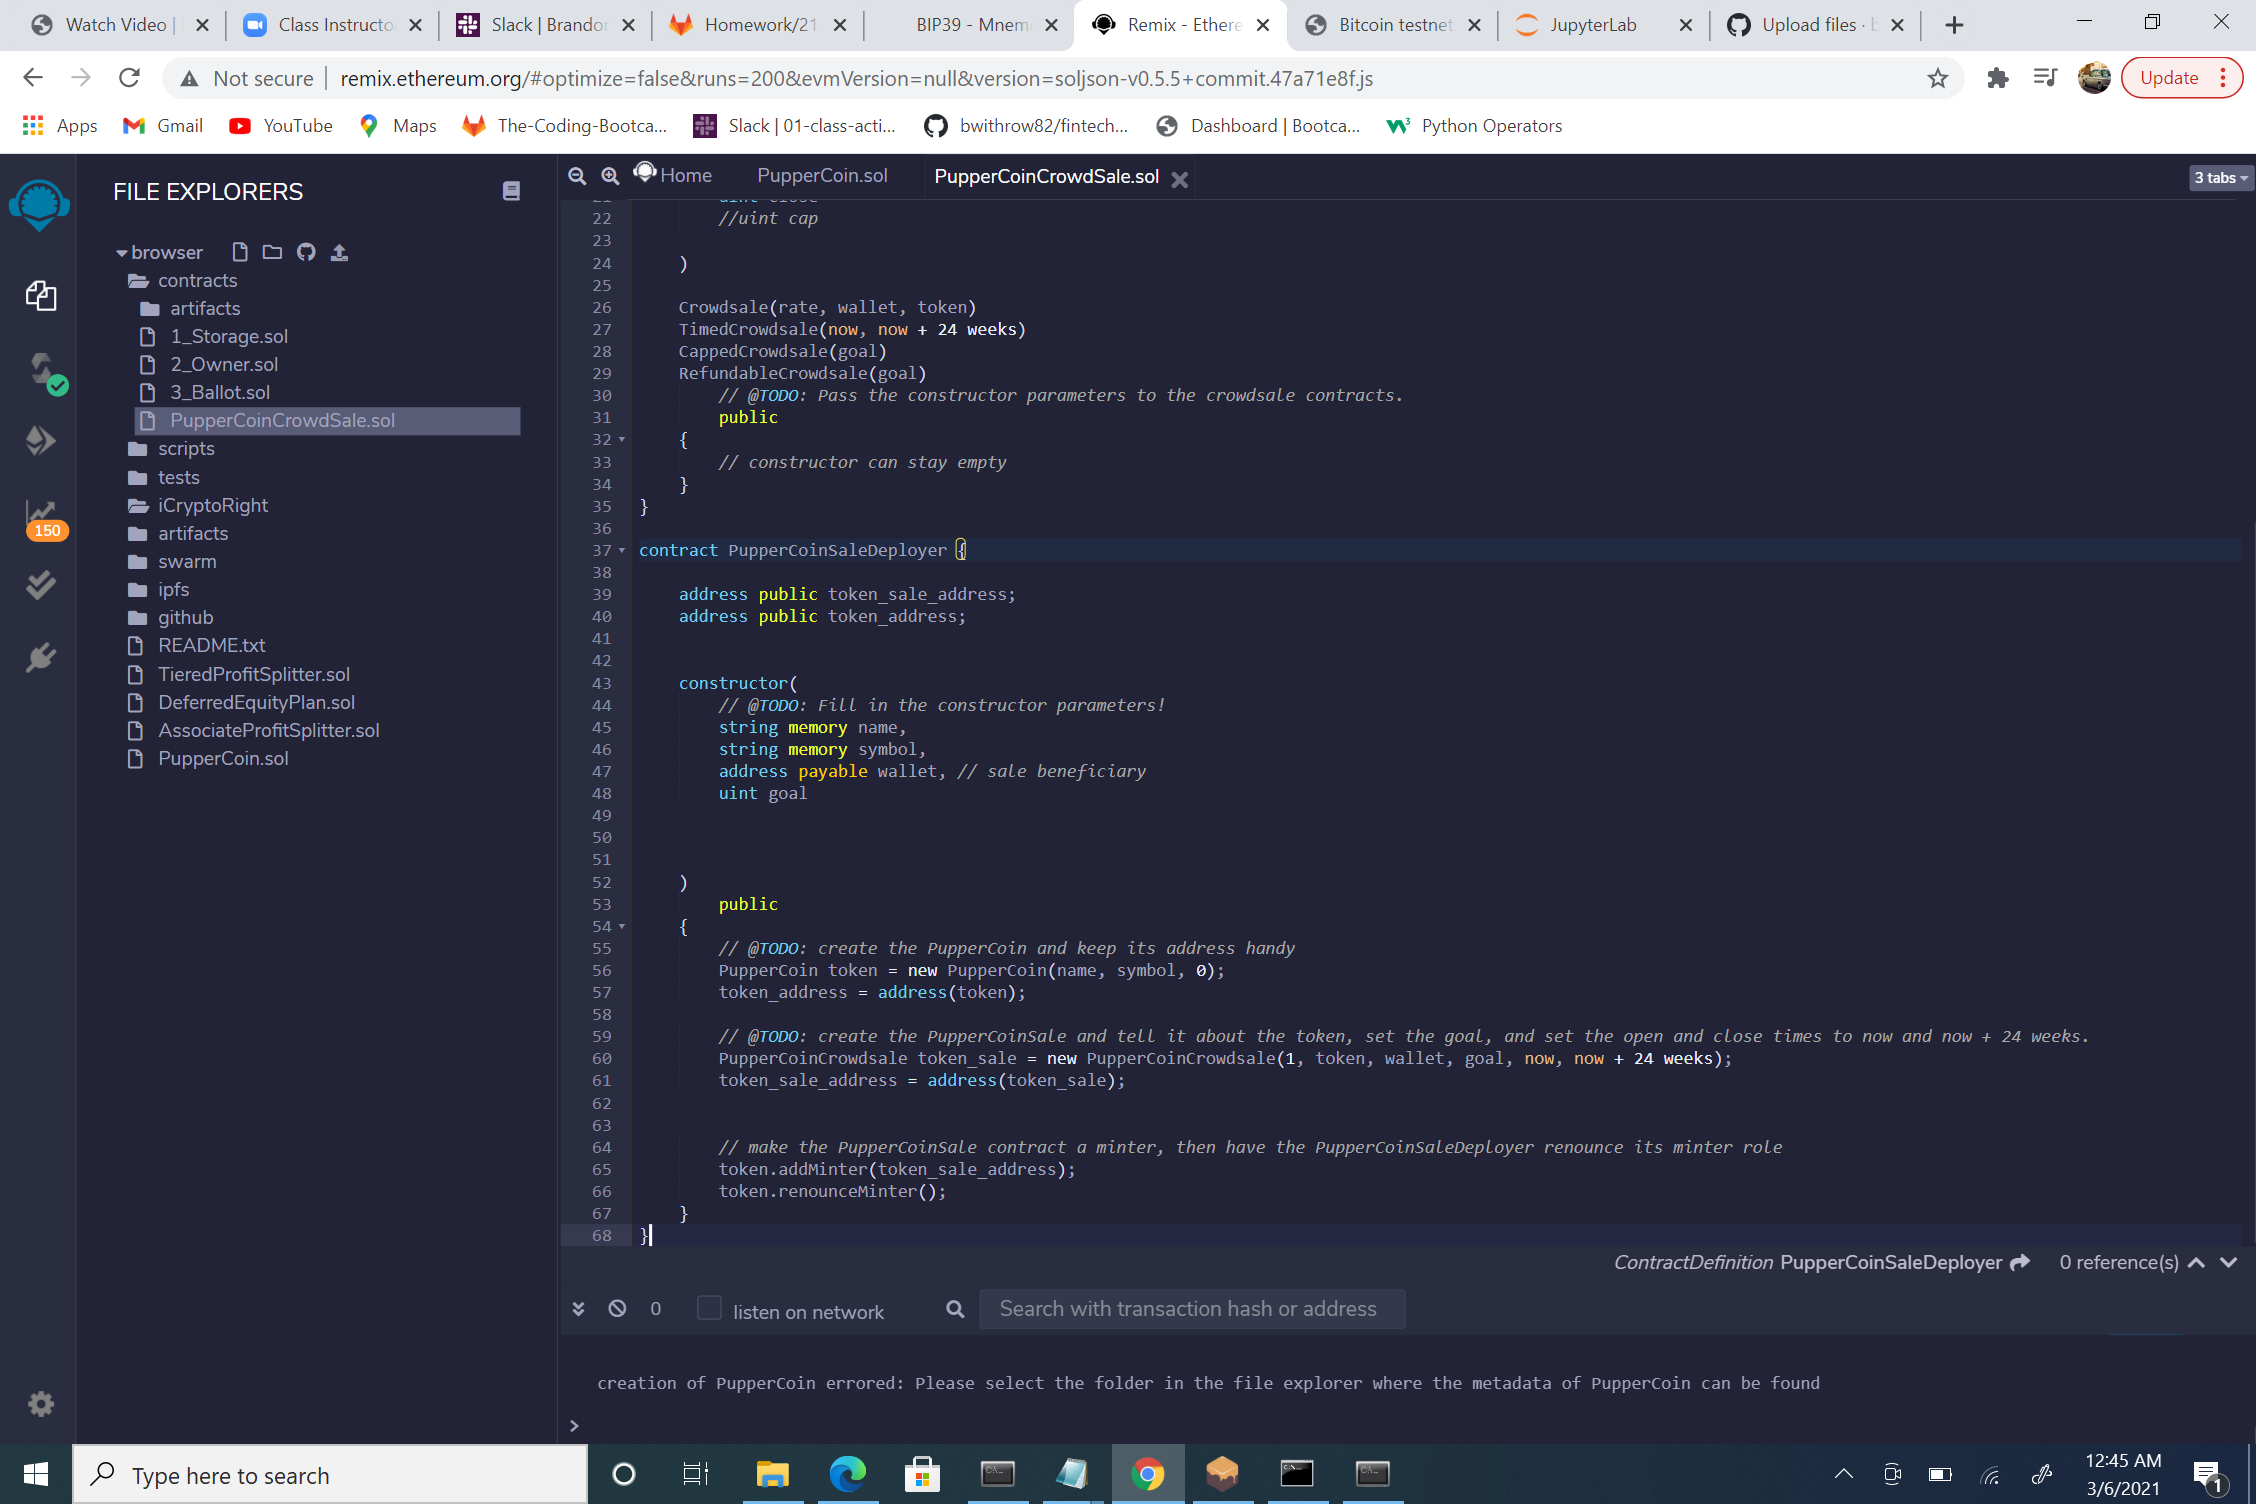 Watch Video |
Class Instructo
Slack | Brandor
Homework/21
BIP39 - Mnem
Remix - Ethere
Bitcoin testnet
JupyterLab
Upload files · b
Not secure
remix.ethereum.org/#optimize=false&runs=200&evmVersion=null&version=soljson-v0.5.5+commit.47a71e8f.js
Update
Apps
Gmail
YouTube
Maps
The-Coding-Bootca...
Slack | 01-class-acti...
bwithrow82/fintech...
Dashboard | Bootca...
Python Operators
FILE EXPLORERS
browser
contracts
artifacts
1_Storage.sol
2_Owner.sol
3_Ballot.sol
PupperCoinCrowdSale.sol
scripts
tests
iCryptoRight
artifacts
swarm
ipfs
github
README.txt
TieredProfitSplitter.sol
DeferredEquityPlan.sol
AssociateProfitSplitter.sol
PupperCoin.sol
150
Home
PupperCoin.sol
PupperCoinCrowdSale.sol
3 tabs
21 uint close
22 //uint cap
23
24 )
25
26 Crowdsale(rate, wallet, token)
27 TimedCrowdsale(now, now + 24 weeks)
28 CappedCrowdsale(goal)
29 RefundableCrowdsale(goal)
30 // @TODO: Pass the constructor parameters to the crowdsale contracts.
31 public
32 {
33 // constructor can stay empty
34 }
35 }
36
37 contract PupperCoinSaleDeployer {
38
39 address public token_sale_address;
40 address public token_address;
41
42
43 constructor(
44 // @TODO: Fill in the constructor parameters!
45 string memory name,
46 string memory symbol,
47 address payable wallet, // sale beneficiary
48 uint goal
49
50
51
52 )
53 public
54 {
55 // @TODO: create the PupperCoin and keep its address handy
56 PupperCoin token = new PupperCoin(name, symbol, 0);
57 token_address = address(token);
58
59 // @TODO: create the PupperCoinSale and tell it about the token, set the goal, and set the open and close times to now and now + 24 weeks.
60 PupperCoinCrowdsale token_sale = new PupperCoinCrowdsale(1, token, wallet, goal, now, now + 24 weeks);
61 token_sale_address = address(token_sale);
62
63
64 // make the PupperCoinSale contract a minter, then have the PupperCoinSaleDeployer renounce its minter role
65 token.addMinter(token_sale_address);
66 token.renounceMinter();
67 }
68 }
ContractDefinition PupperCoinSaleDeployer
0 reference(s)
0
listen on network
Search with transaction hash or address
creation of PupperCoin errored: Please select the folder in the file explorer where the metadata of PupperCoin can be found
>
Type here to search
12:45 AM
3/6/2021
1